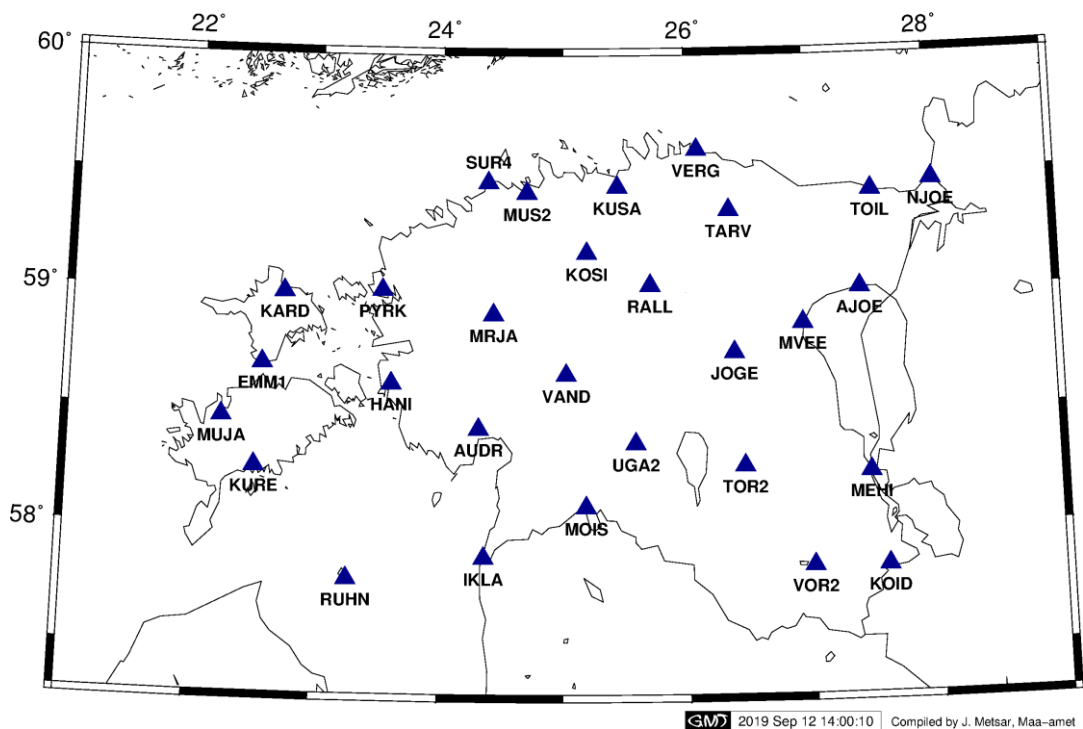 22°
24°
26°
28°
60°
59°
58°
SUR4
VERG
MUS2
KUSA
TOIL
NJOE
TARV
KOSI
KARD
PYRK
RALL
AJOE
MRJA
MVEE
EMM1
JOGE
HANI
VAND
MUJA
AUDR
UGA2
KURE
TOR2
MEHI
MOIS
IKLA
VOR2
KOID
RUHN
GMT 2019 Sep 12 14:00:10 Compiled by J. Metsar, Maa−amet